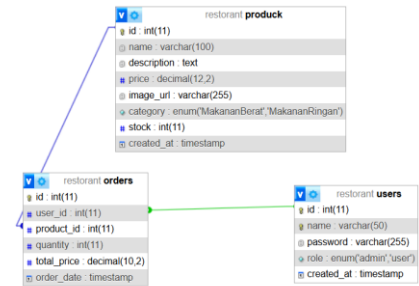 restorant produck
id : int(11)
name : varchar(100)
description : text
price : decimal(12,2)
image_url : varchar(255)
category : enum('MakananBerat','MakananRingan')
stock : int(11)
created_at : timestamp
restorant orders
id : int(11)
user_id : int(11)
product_id : int(11)
quantity : int(11)
total_price : decimal(10,2)
order_date : timestamp
restorant users
id : int(11)
name : varchar(50)
password : varchar(255)
role : enum('admin','user')
created_at : timestamp